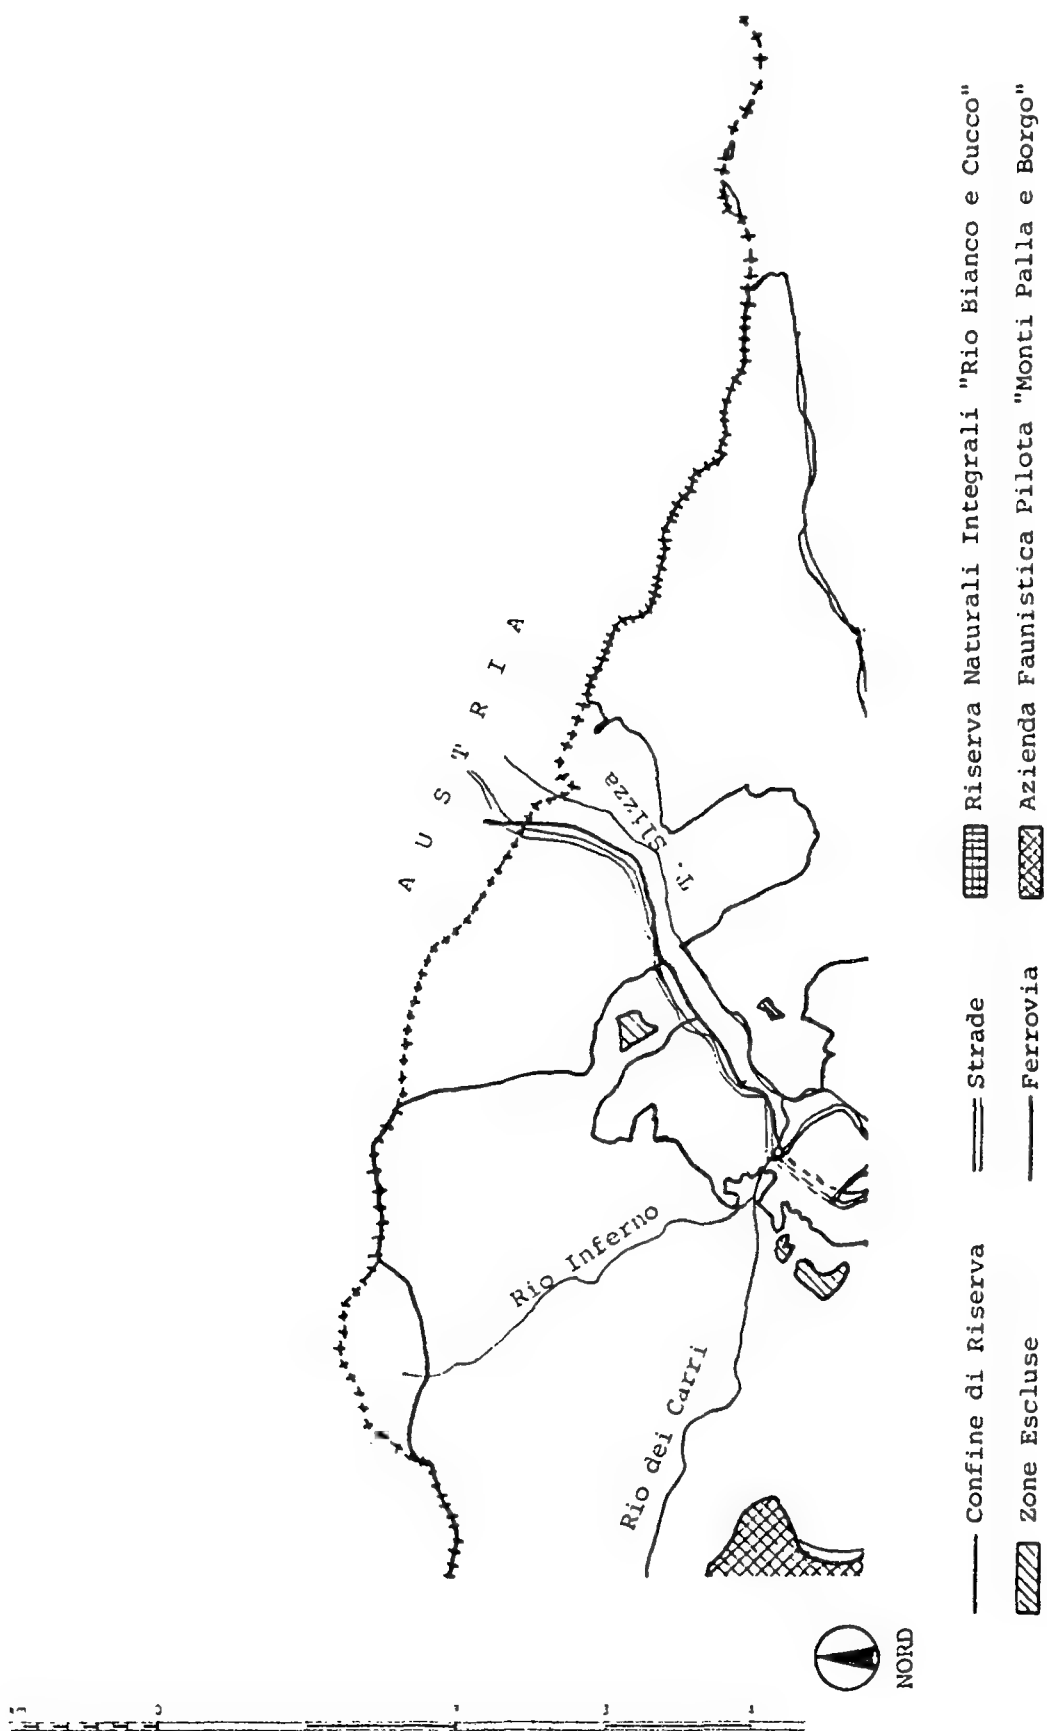 A U S T R I A
T. Slizza
Rio Inferno
Rio dei Carri
NORD
Confine di Riserva
Strade
Riserva Naturali Integrali "Rio Bianco e Cucco"
Zone Escluse
Ferrovia
Azienda Faunistica Pilota "Monti Palla e Borgo"